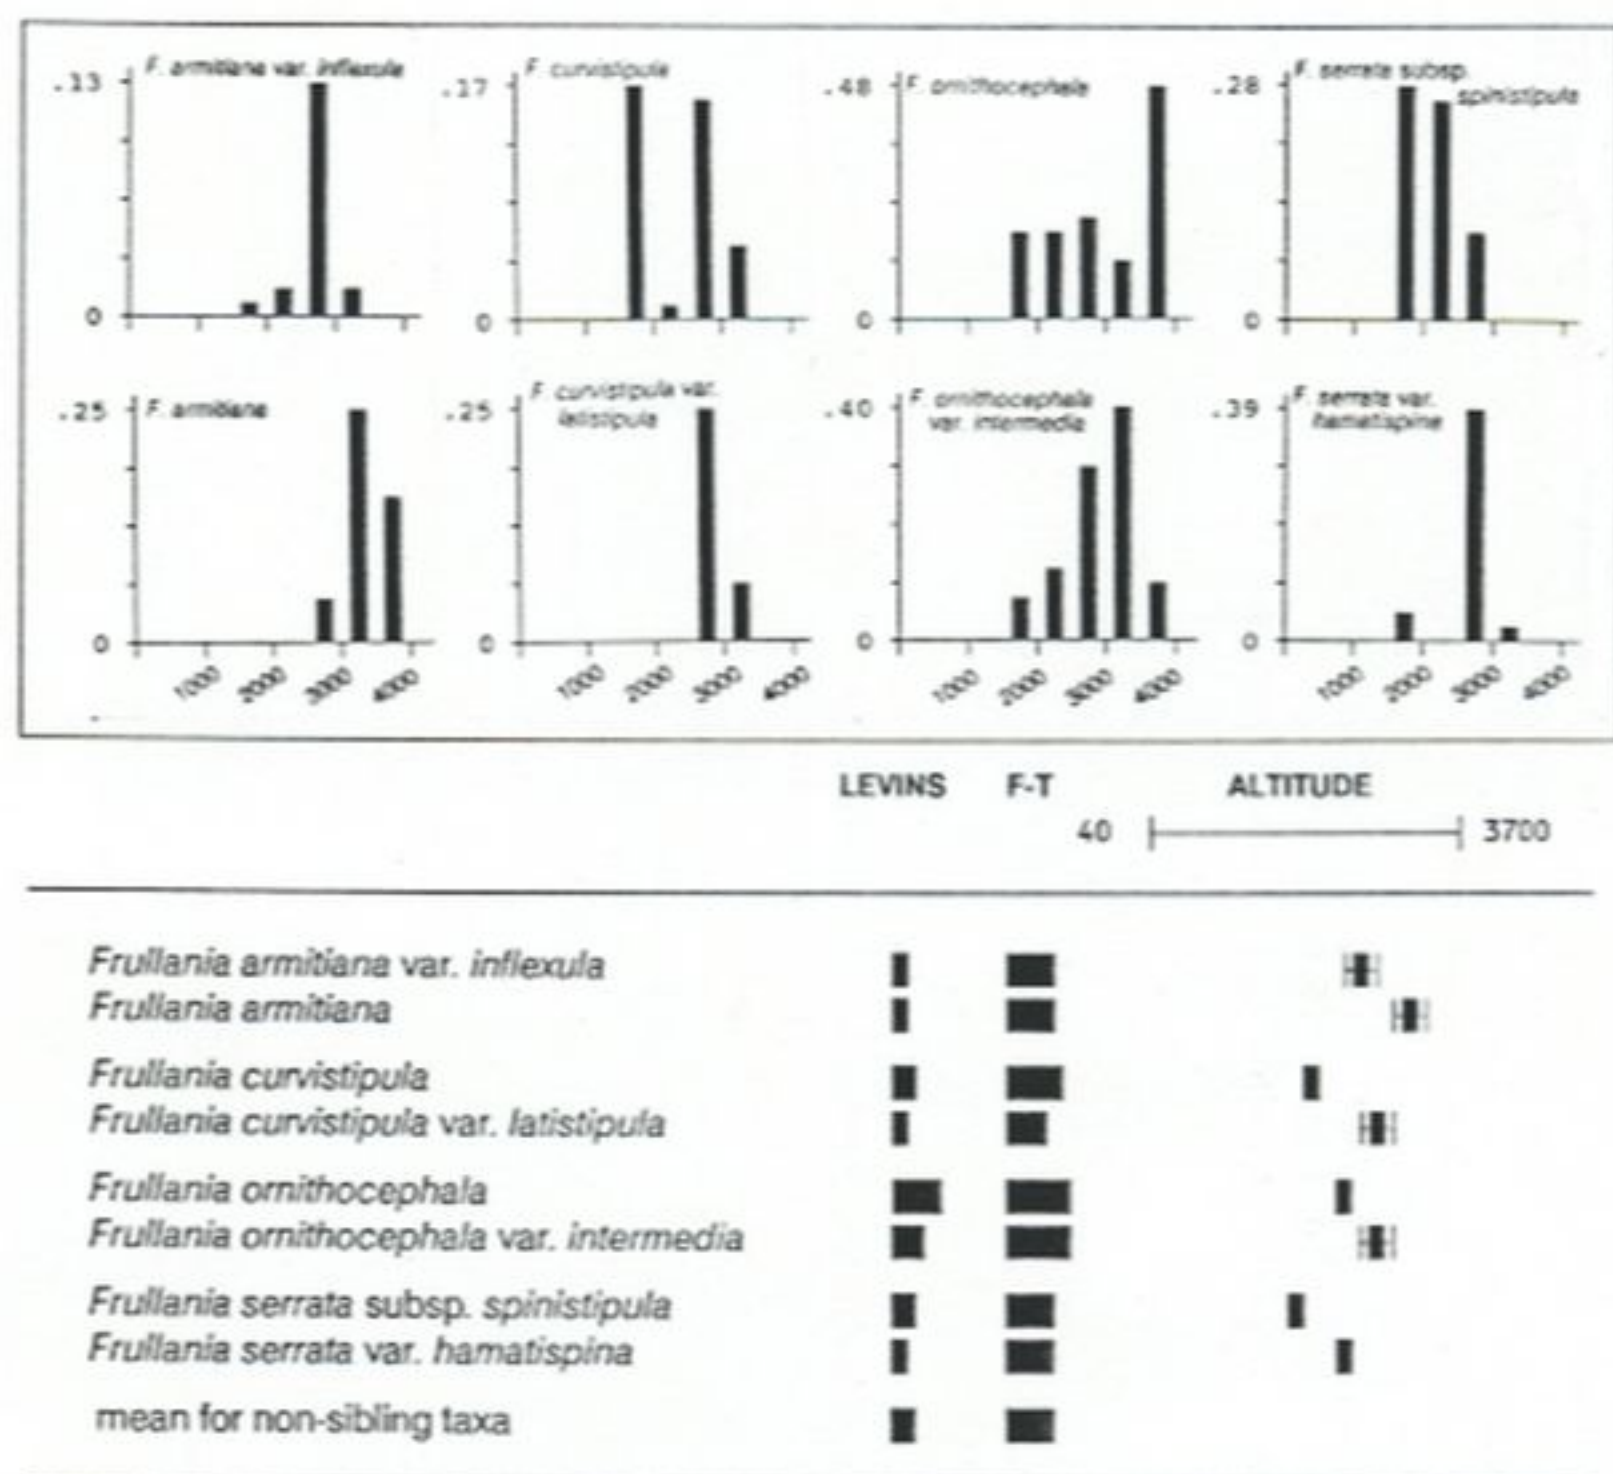 F. armitiana var. inflexula
.13
0
F. curvistipula
.17
0
F. ornithocephala
.48
0
F. serrata subsp.
spinistipula
.28
0
F. armitiana
.25
0
1000 2000 3000 4000
F. curvistipula var.
latistipula
.25
0
1000 2000 3000 4000
F. ornithocephala
var. intermedia
.40
0
1000 2000 3000 4000
F. serrata var.
hamatispine
.39
0
1000 2000 3000 4000
LEVINS F-T ALTITUDE
40 3700
Frullania armitiana var. inflexula
Frullania armitiana
Frullania curvistipula
Frullania curvistipula var. latistipula
Frullania ornithocephala
Frullania ornithocephala var. intermedia
Frullania serrata subsp. spinistipula
Frullania serrata var. hamatispina
mean for non-sibling taxa